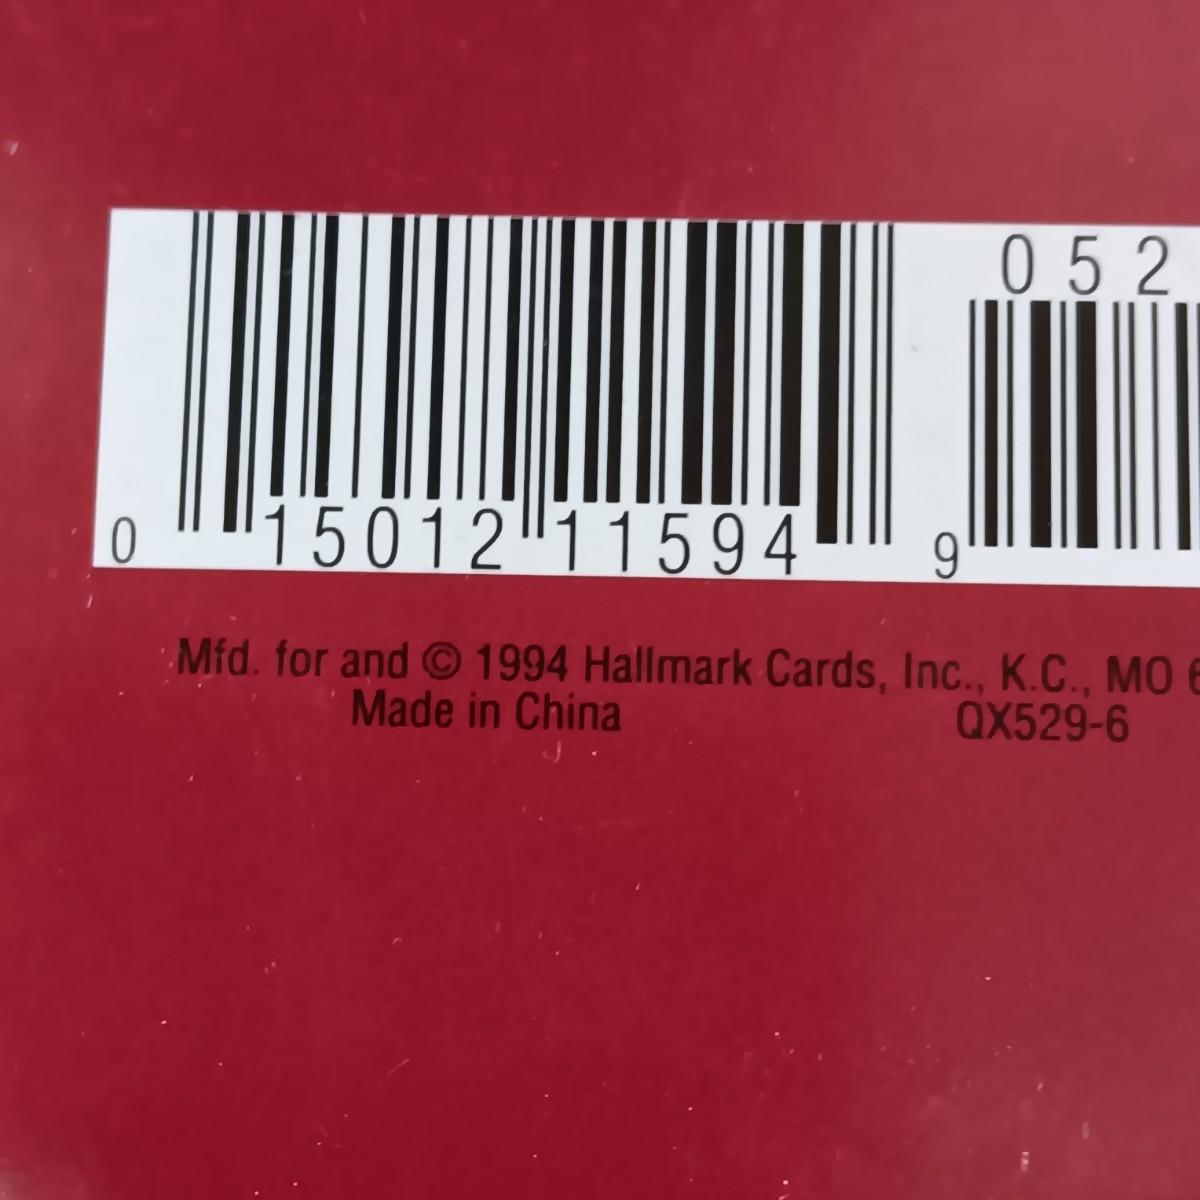 052
0 15012 11594 9
Mfd. for and © 1994 Hallmark Cards, Inc., K.C., MO
Made in China QX529-6